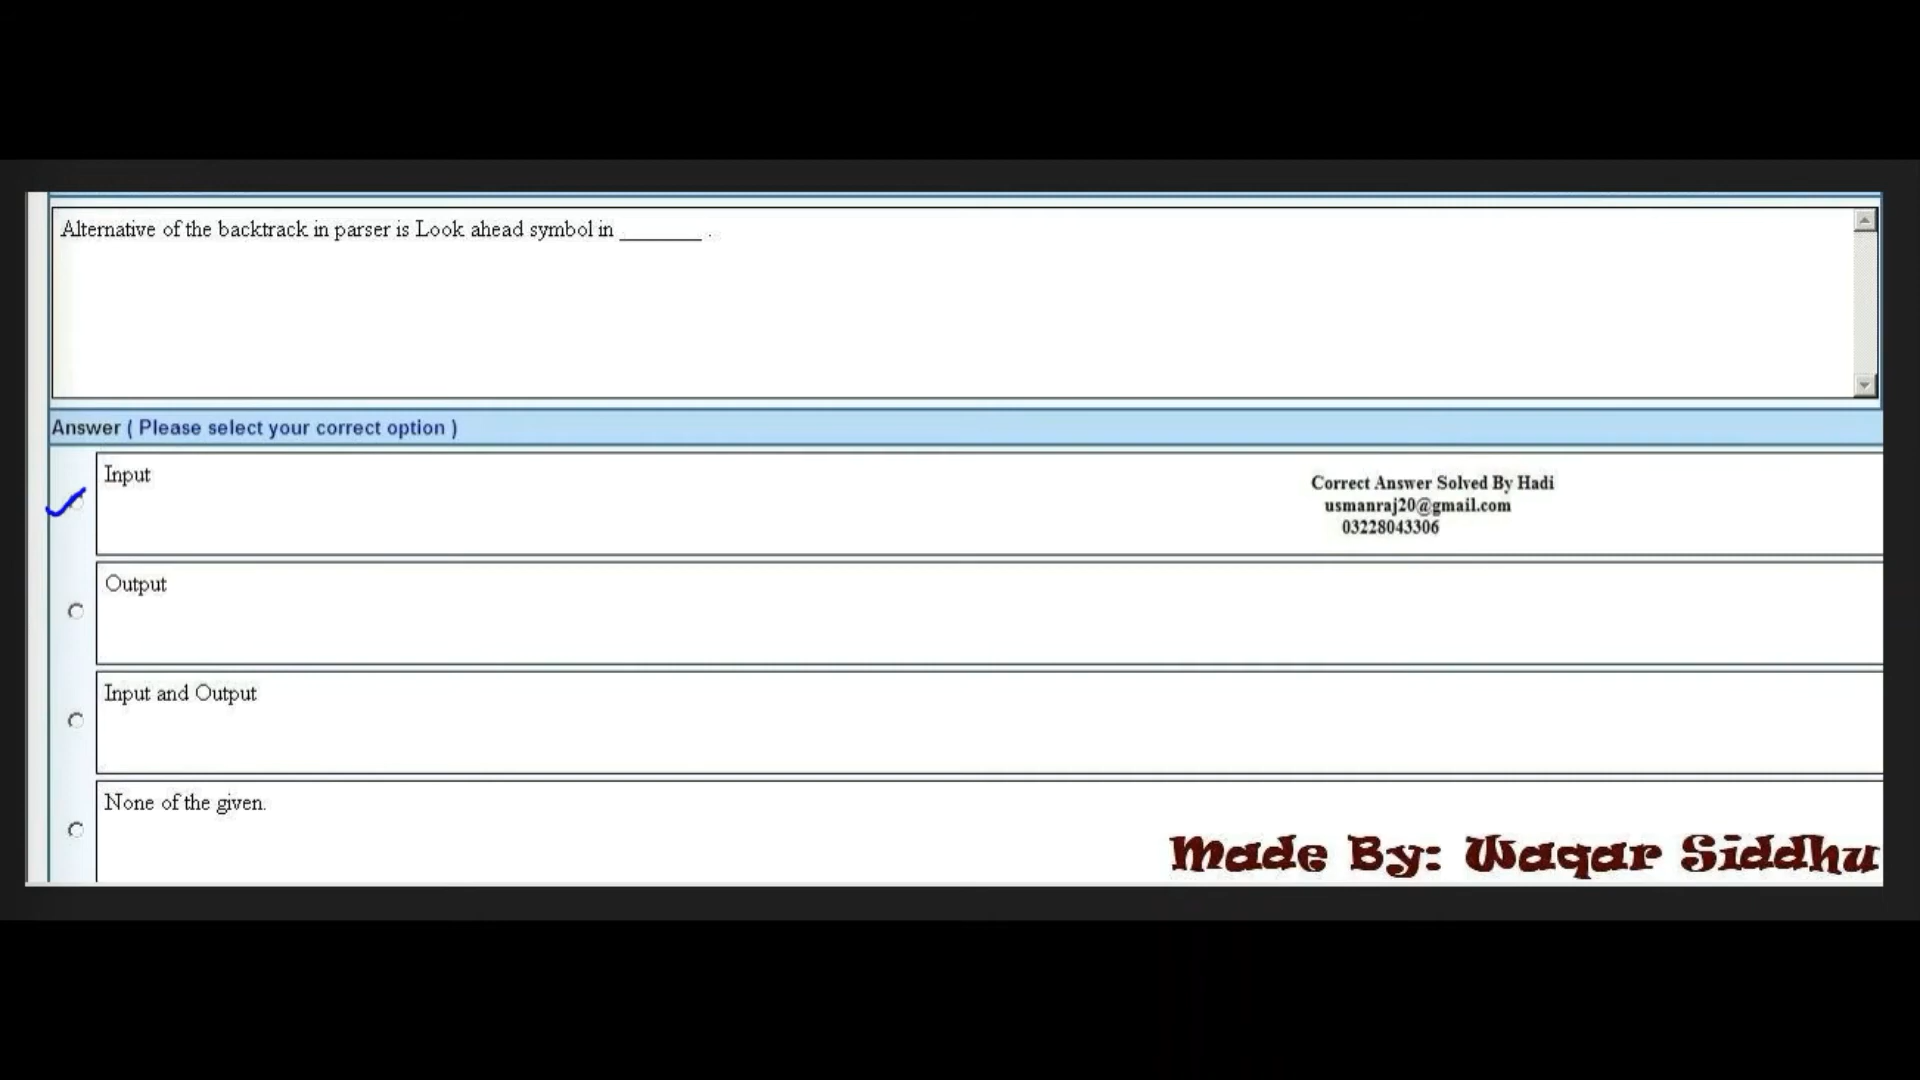 Alternative of the backtrack in parser is Look ahead symbol in ________ .
Answer ( Please select your correct option )
Input
Correct Answer Solved By Hadi
usmanraj20@gmail.com
03228043306
Output
Input and Output
None of the given.
Made By: Waqar Siddhu